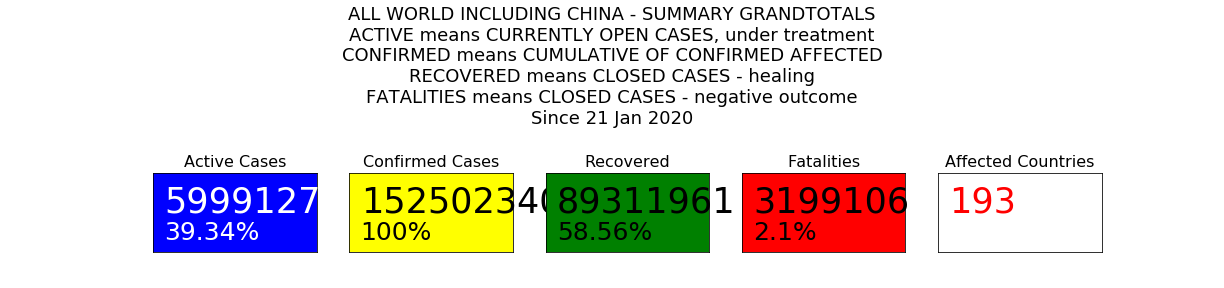 ALL WORLD INCLUDING CHINA - SUMMARY GRANDTOTALS
ACTIVE means CURRENTLY OPEN CASES, under treatment
CONFIRMED means CUMULATIVE OF CONFIRMED AFFECTED
RECOVERED means CLOSED CASES - healing
FATALITIES means CLOSED CASES - negative outcome
Since 21 Jan 2020
Active Cases
5999127
39.34%
Confirmed Cases
152502340
100%
Recovered
89311961
58.56%
Fatalities
3199106
2.1%
Affected Countries
193